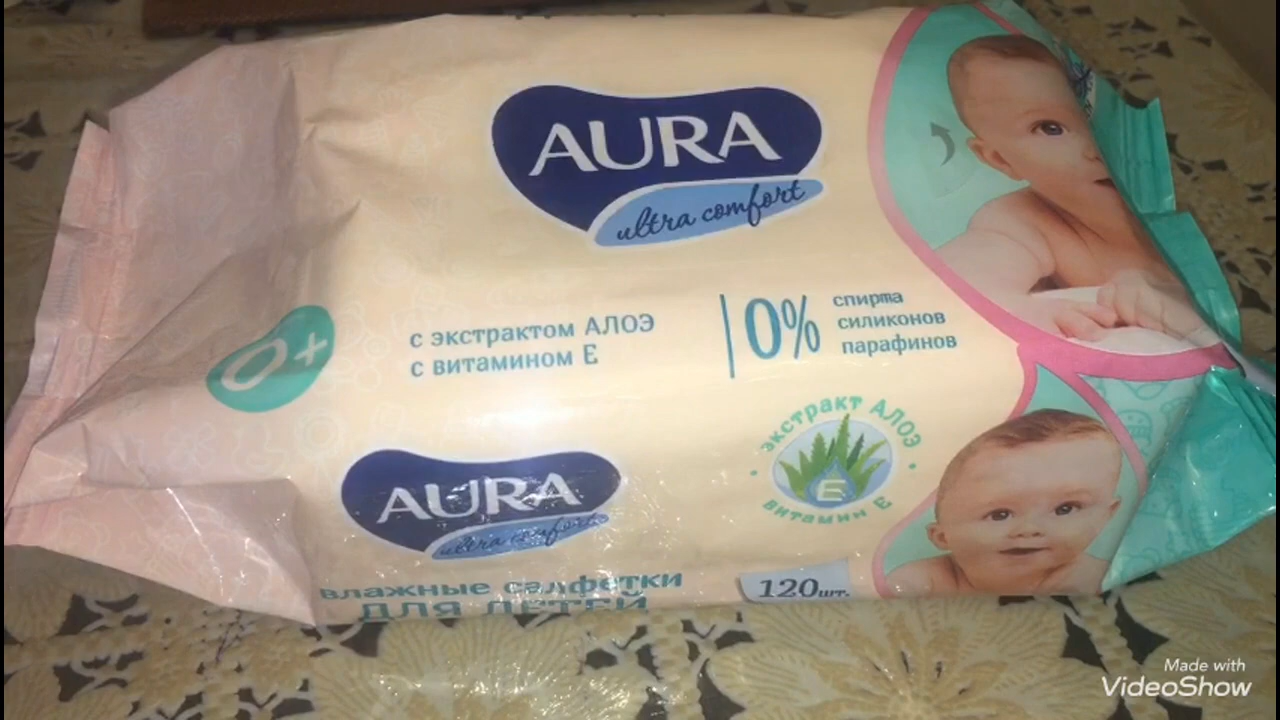 AURA
ultra comfort
0+
с экстрактом АЛОЭ
с витамином Е
0%
спирта
силиконов
парафинов
экстракт АЛОЭ
Е
витамин Е
AURA
ultra comfort
влажные салфетки
ДЛЯ ДЕТЕЙ
120шт.
Made with
VideoShow